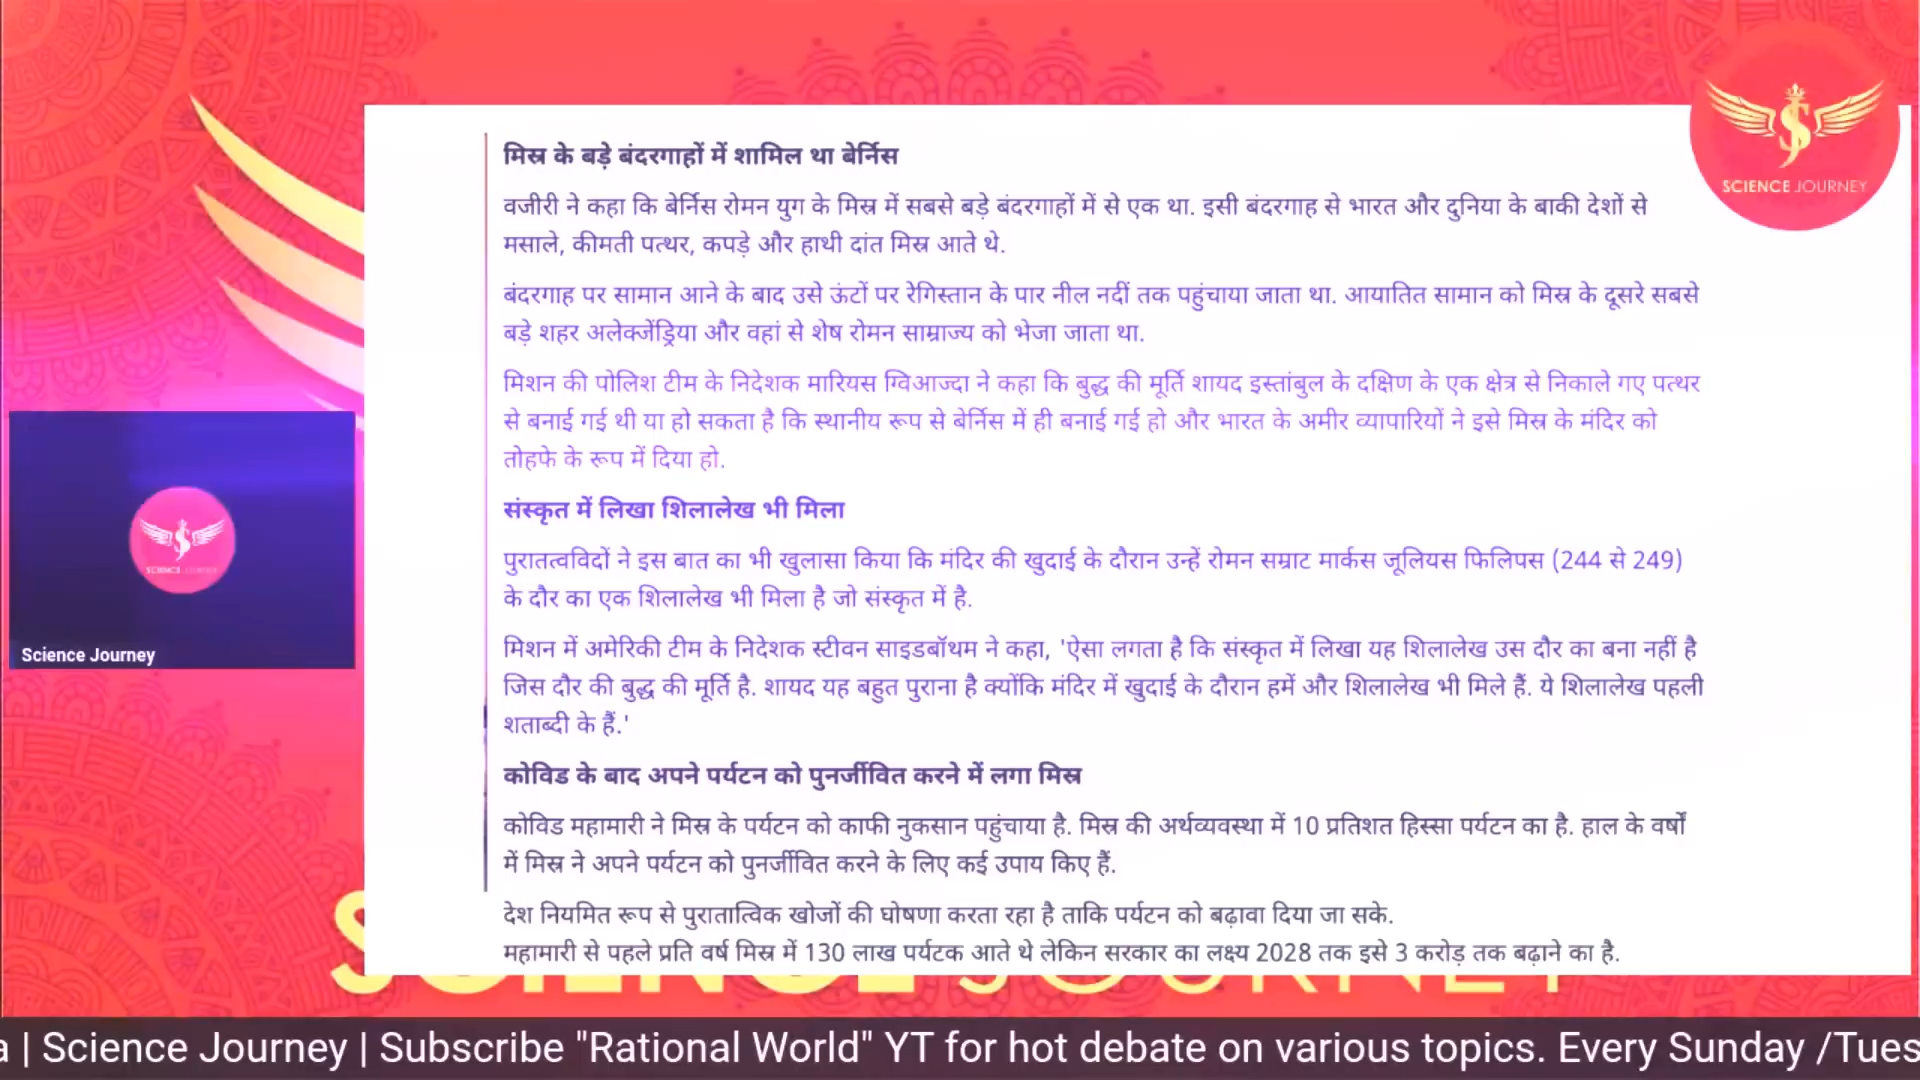 मिस्र के बड़े बंदरगाहों में शामिल था बेर्निस
वजीरी ने कहा कि बेर्निस रोमन युग के मिस्र में सबसे बड़े बंदरगाहों में से एक था. इसी बंदरगाह से भारत और दुनिया के बाकी देशों से
मसाले, कीमती पत्थर, कपड़े और हाथी दांत मिस्र आते थे.
बंदरगाह पर सामान आने के बाद उसे ऊंटों पर रेगिस्तान के पार नील नदीं तक पहुंचाया जाता था. आयातित सामान को मिस्र के दूसरे सबसे
बड़े शहर अलेक्जेंड्रिया और वहां से शेष रोमन साम्राज्य को भेजा जाता था.
मिशन की पोलिश टीम के निदेशक मारियस ग्विआज्दा ने कहा कि बुद्ध की मूर्ति शायद इस्तांबुल के दक्षिण के एक क्षेत्र से निकाले गए पत्थर
से बनाई गई थी या हो सकता है कि स्थानीय रूप से बेर्निस में ही बनाई गई हो और भारत के अमीर व्यापारियों ने इसे मिस्र के मंदिर को
तोहफे के रूप में दिया हो.
संस्कृत में लिखा शिलालेख भी मिला
पुरातत्वविदों ने इस बात का भी खुलासा किया कि मंदिर की खुदाई के दौरान उन्हें रोमन सम्राट मार्कस जूलियस फिलिपस (244 से 249)
के दौर का एक शिलालेख भी मिला है जो संस्कृत में है.
मिशन में अमेरिकी टीम के निदेशक स्टीवन साइडबॉथम ने कहा, 'ऐसा लगता है कि संस्कृत में लिखा यह शिलालेख उस दौर का बना नहीं है
जिस दौर की बुद्ध की मूर्ति है. शायद यह बहुत पुराना है क्योंकि मंदिर में खुदाई के दौरान हमें और शिलालेख भी मिले हैं. ये शिलालेख पहली
शताब्दी के हैं.'
कोविड के बाद अपने पर्यटन को पुनर्जीवित करने में लगा मिस्र
कोविड महामारी ने मिस्र के पर्यटन को काफी नुकसान पहुंचाया है. मिस्र की अर्थव्यवस्था में 10 प्रतिशत हिस्सा पर्यटन का है. हाल के वर्षों
में मिस्र ने अपने पर्यटन को पुनर्जीवित करने के लिए कई उपाय किए हैं.
देश नियमित रूप से पुरातात्विक खोजों की घोषणा करता रहा है ताकि पर्यटन को बढ़ावा दिया जा सके.
महामारी से पहले प्रति वर्ष मिस्र में 130 लाख पर्यटक आते थे लेकिन सरकार का लक्ष्य 2028 तक इसे 3 करोड़ तक बढ़ाने का है.
SCIENCE JOURNEY
SCIENCE JOURNEY
Science Journey
SCIENCE JOURNEY
a | Science Journey | Subscribe "Rational World" YT for hot debate on various topics. Every Sunday /Tues